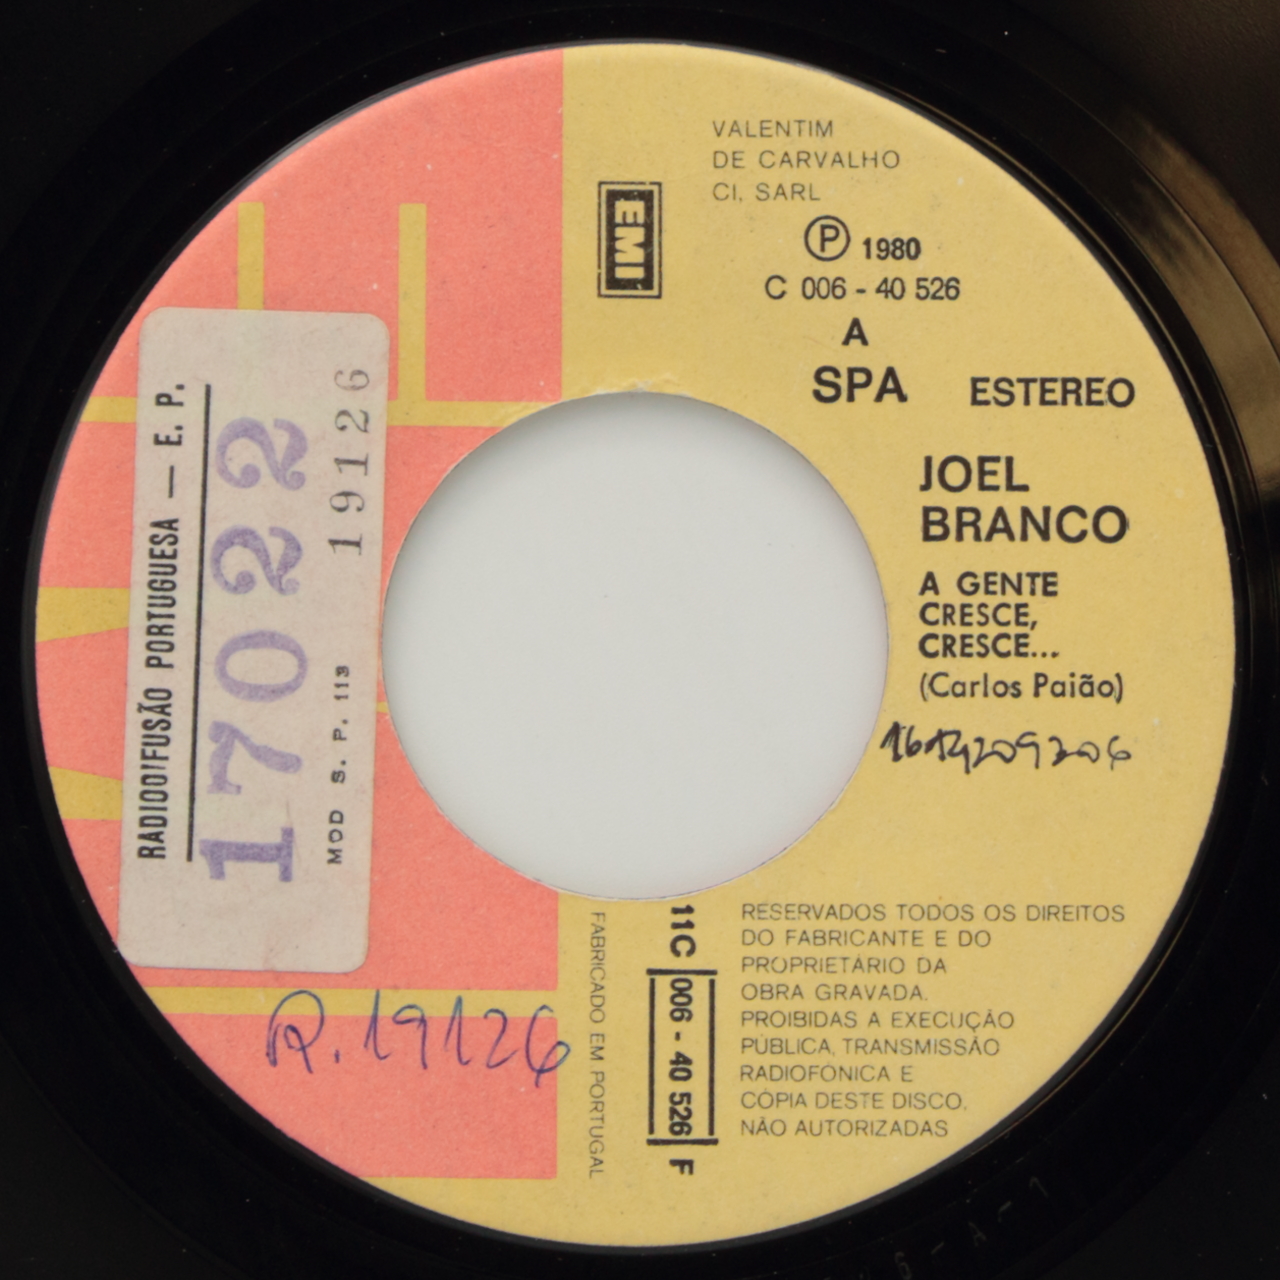 VALENTIM
DE CARVALHO
CI, SARL
EMI
Ⓟ 1980
C 006 - 40 526
A
SPA ESTEREO
JOEL
BRANCO
A GENTE
CRESCE,
CRESCE...
(Carlos Paião)
RADIODIFUSÃO PORTUGUESA — E. P.
17022
MOD S. P. 113 19126
R.19126
FABRICADO EM PORTUGAL
11C 006 - 40 526 F
RESERVADOS TODOS OS DIREITOS
DO FABRICANTE E DO
PROPRIETÁRIO DA
OBRA GRAVADA.
PROIBIDAS A EXECUÇÃO
PÚBLICA, TRANSMISSÃO
RADIOFÓNICA E
CÓPIA DESTE DISCO,
NÃO AUTORIZADAS